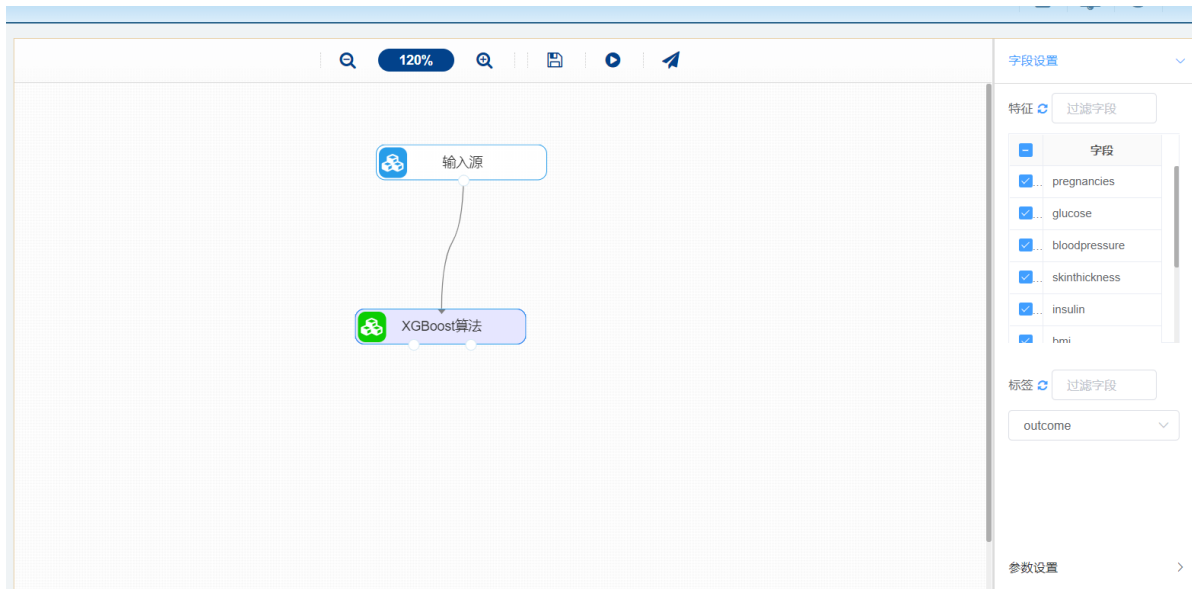 120%
字段设置
特征
过滤字段
字段
pregnancies
glucose
bloodpressure
skinthickness
insulin
bmi
输入源
XGBoost算法
标签
过滤字段
outcome
参数设置